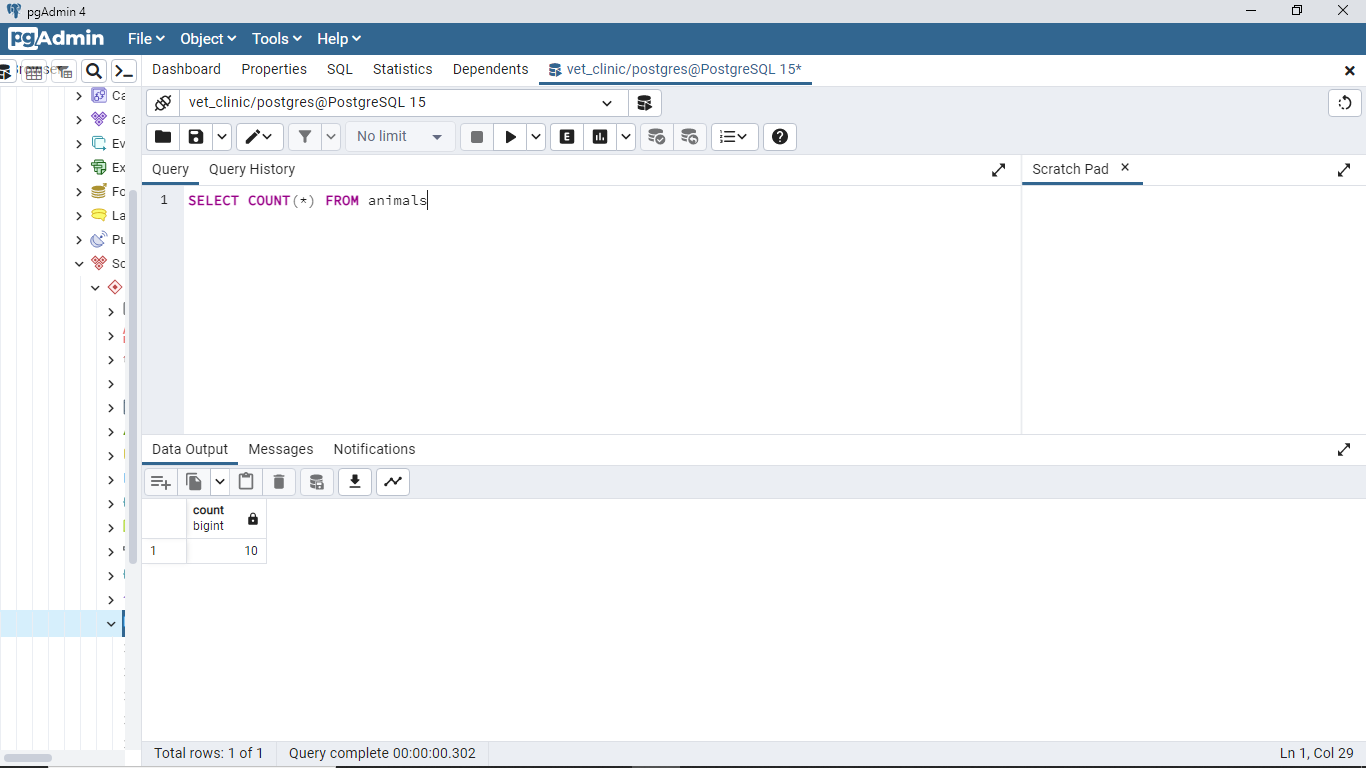 pgAdmin 4
pgAdmin File Object Tools Help
Dashboard Properties SQL Statistics Dependents vet_clinic/postgres@PostgreSQL 15*
vet_clinic/postgres@PostgreSQL 15
No limit
E
Query Query History Scratch Pad
1 SELECT COUNT(*) FROM animals
Ca
Ca
Ev
Ex
Fo
La
Pu
Sc
Data Output Messages Notifications
count
bigint
1 10
Total rows: 1 of 1 Query complete 00:00:00.302 Ln 1, Col 29